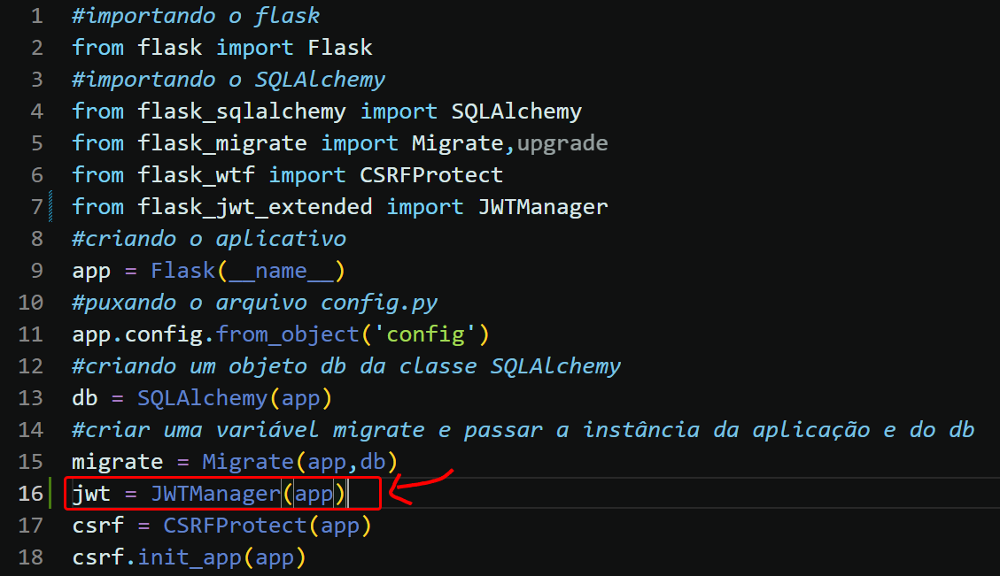 1 #importando o flask
2 from flask import Flask
3 #importando o SQLAlchemy
4 from flask_sqlalchemy import SQLAlchemy
5 from flask_migrate import Migrate,upgrade
6 from flask_wtf import CSRFProtect
7 from flask_jwt_extended import JWTManager
8 #criando o aplicativo
9 app = Flask(__name__)
10 #puxando o arquivo config.py
11 app.config.from_object('config')
12 #criando um objeto db da classe SQLAlchemy
13 db = SQLAlchemy(app)
14 #criar uma variável migrate e passar a instância da aplicação e do db
15 migrate = Migrate(app,db)
16 jwt = JWTManager(app)
17 csrf = CSRFProtect(app)
18 csrf.init_app(app)